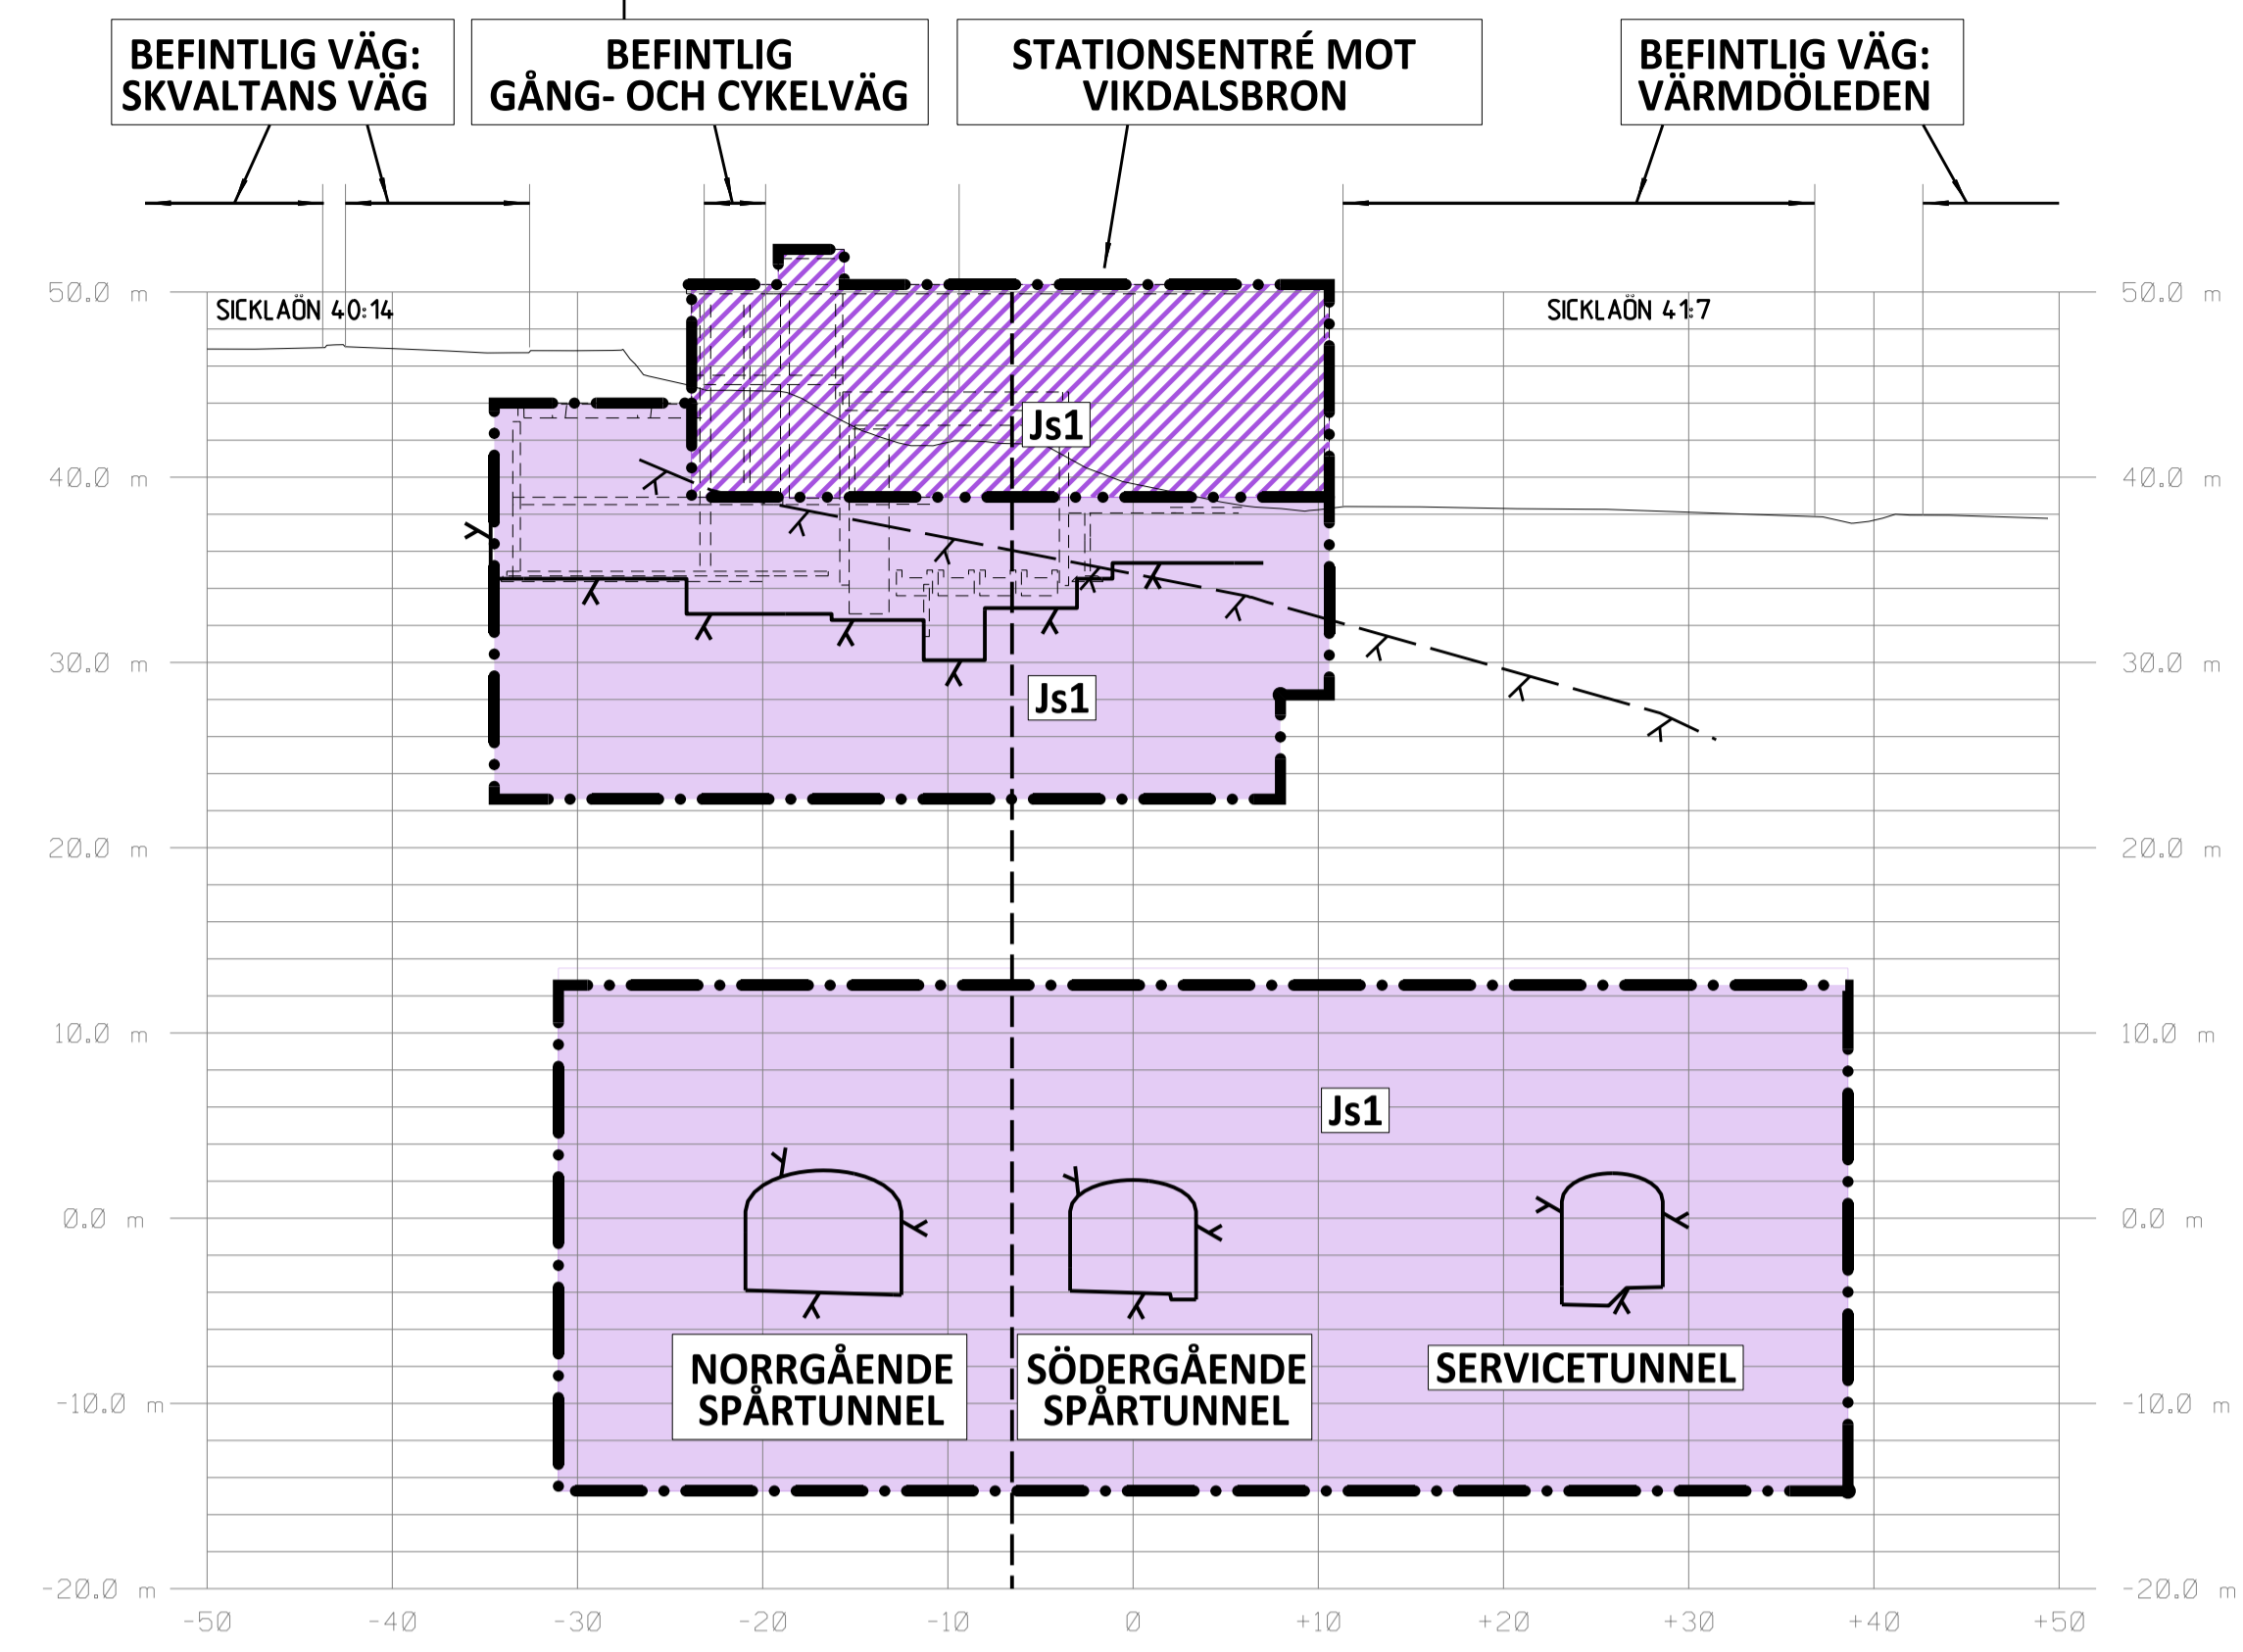 BEFINTLIG VÄG:
SKVALTANS VÄG
BEFINTLIG
GÅNG- OCH CYKELVÄG
STATIONSENTRÉ MOT
VIKDALSBRON
BEFINTLIG VÄG:
VÄRMDÖLEDEN
50.0 m
50.0 m
SICKLAÖN 40:14
SICKLAÖN 41:7
Js1
40.0 m
40.0 m
30.0 m
30.0 m
Js1
20.0 m
20.0 m
10.0 m
10.0 m
Js1
0.0 m
0.0 m
NORRGÅENDE
SPÅRTUNNEL
SÖDERGÅENDE
SPÅRTUNNEL
SERVICETUNNEL
-10.0 m
-10.0 m
-20.0 m
-20.0 m
-50 -40 -30 -20 -10 0 +10 +20 +30 +40 +50